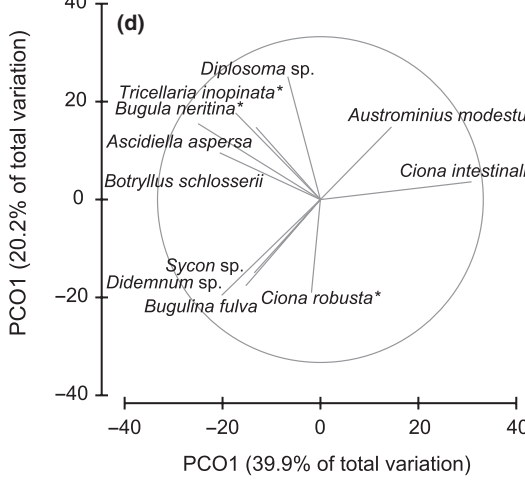 40
(d)
Diplosoma sp.
20
Tricellaria inopinata*
Bugula neritina*
Austrominius modestu
Ascidiella aspersa
Ciona intestinali
Botryllus schlosserii
0
Sycon sp.
Didemnum sp.
−20
Bugulina fulva
Ciona robusta*
−40
PCO1 (20.2% of total variation)
−40 −20 0 20 40
PCO1 (39.9% of total variation)